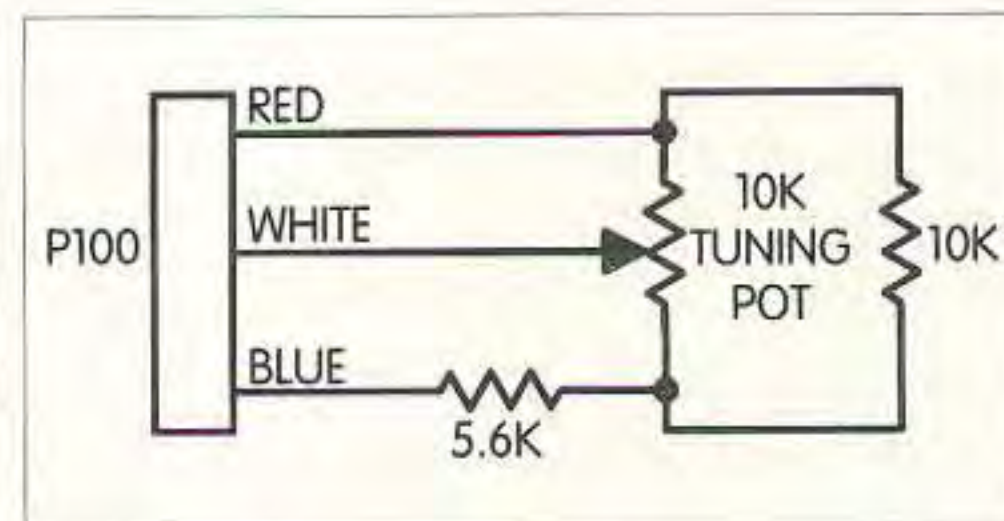 RED
P100
WHITE
BLUE
5.6K
10K
TUNING
POT
10K